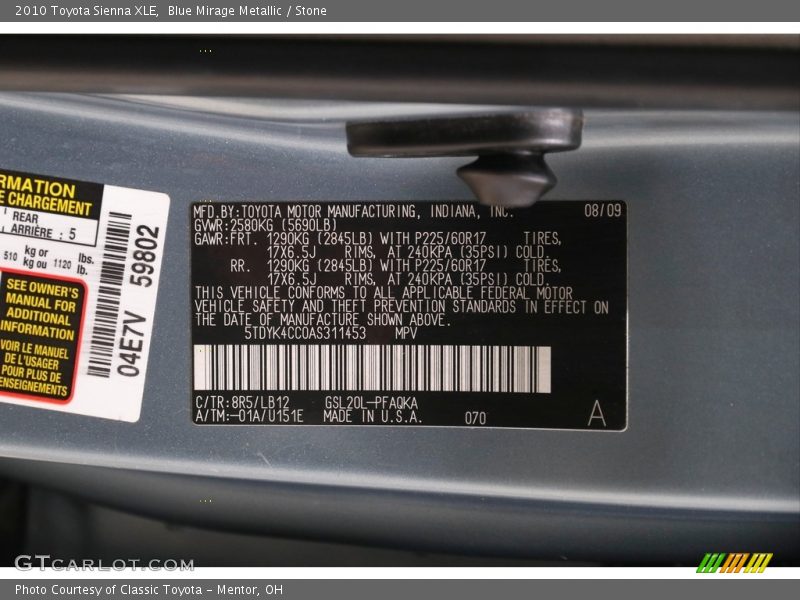 2010 Toyota Sienna XLE, Blue Mirage Metallic / Stone
MFD.BY:TOYOTA MOTOR MANUFACTURING, INDIANA, INC. 08/09
GVWR:2580KG (5690LB)
GAWR:FRT. 1290KG (2845LB) WITH P225/60R17 TIRES,
17X6.5J RIMS, AT 240KPA (35PSI) COLD.
RR. 1290KG (2845LB) WITH P225/60R17 TIRES,
17X6.5J RIMS, AT 240KPA (35PSI) COLD.
THIS VEHICLE CONFORMS TO ALL APPLICABLE FEDERAL MOTOR
VEHICLE SAFETY AND THEFT PREVENTION STANDARDS IN EFFECT ON
THE DATE OF MANUFACTURE SHOWN ABOVE.
5TDYK4CC0AS311453 MPV
C/TR:8R5/LB12 GSL20L-PFAQKA
A/TM:-01A/U151E MADE IN U.S.A. 070 A
RMATION
E CHARGEMENT
REAR
ARRIÈRE : 5
510 kg or kg ou 1120 lbs. lb.
SEE OWNER'S
MANUAL FOR
ADDITIONAL
INFORMATION
VOIR LE MANUEL
DE L'USAGER
POUR PLUS DE
ENSEIGNEMENTS
04E7V 59802
GTCARLOT.COM
Photo Courtesy of Classic Toyota - Mentor, OH